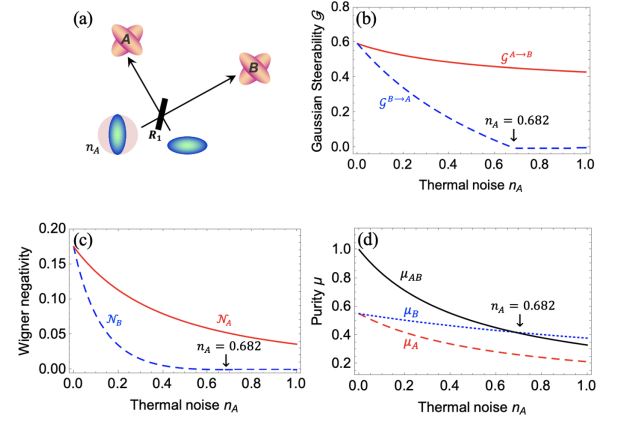 (a)
A
B
R₁
n_A
(b)
Gaussian Steerability 𝒢
0.8
0.6
0.4
0.2
0.0
𝒢^{A→B}
𝒢^{B→A}
n_A = 0.682
0.0 0.2 0.4 0.6 0.8 1.0
Thermal noise n_A
(c)
Wigner negativity
0.20
0.15
0.10
0.05
0.00
𝒩_B
𝒩_A
n_A = 0.682
0.0 0.2 0.4 0.6 0.8 1.0
Thermal noise n_A
(d)
Purity μ
1.0
0.8
0.6
0.4
0.2
μ_{AB}
μ_B
μ_A
n_A = 0.682
0.0 0.2 0.4 0.6 0.8 1.0
Thermal noise n_A